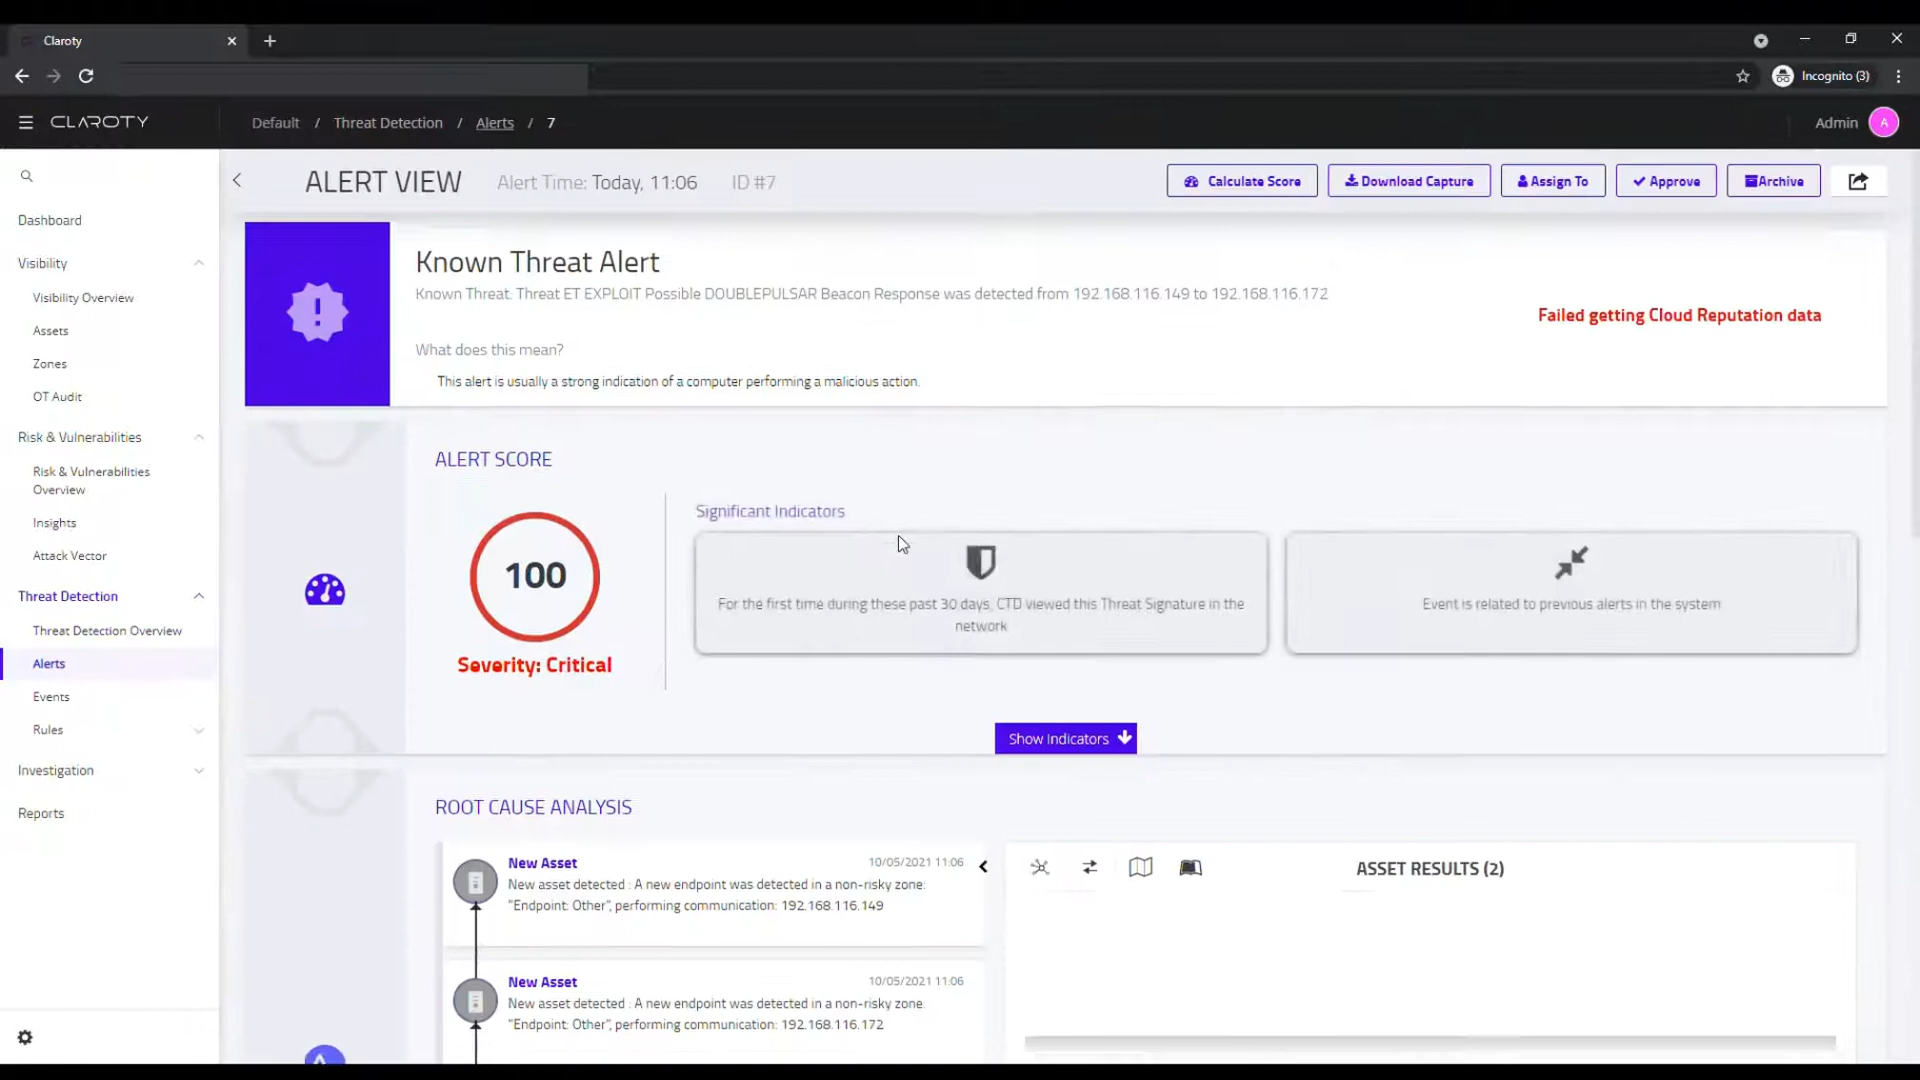 Claroty
Incognito (3)
CLAROTY
Default / Threat Detection / Alerts / 7
Admin A
ALERT VIEW Alert Time: Today, 11:06 ID #7
Calculate Score Download Capture Assign To Approve Archive
Dashboard
Visibility
Visibility Overview
Assets
Zones
OT Audit
Risk & Vulnerabilities
Risk & Vulnerabilities
Overview
Insights
Attack Vector
Threat Detection
Threat Detection Overview
Alerts
Events
Rules
Investigation
Reports
Known Threat Alert
Known Threat: Threat ET EXPLOIT Possible DOUBLEPULSAR Beacon Response was detected from 192.168.116.149 to 192.168.116.172
Failed getting Cloud Reputation data
What does this mean?
This alert is usually a strong indication of a computer performing a malicious action.
ALERT SCORE
100
Severity: Critical
Significant Indicators
For the first time during these past 30 days, CTD viewed this Threat Signature in the
network
Event is related to previous alerts in the system
Show Indicators
ROOT CAUSE ANALYSIS
New Asset 10/05/2021 11:06
New asset detected : A new endpoint was detected in a non-risky zone:
"Endpoint: Other", performing communication: 192.168.116.149
New Asset 10/05/2021 11:06
New asset detected : A new endpoint was detected in a non-risky zone:
"Endpoint: Other", performing communication: 192.168.116.172
ASSET RESULTS (2)